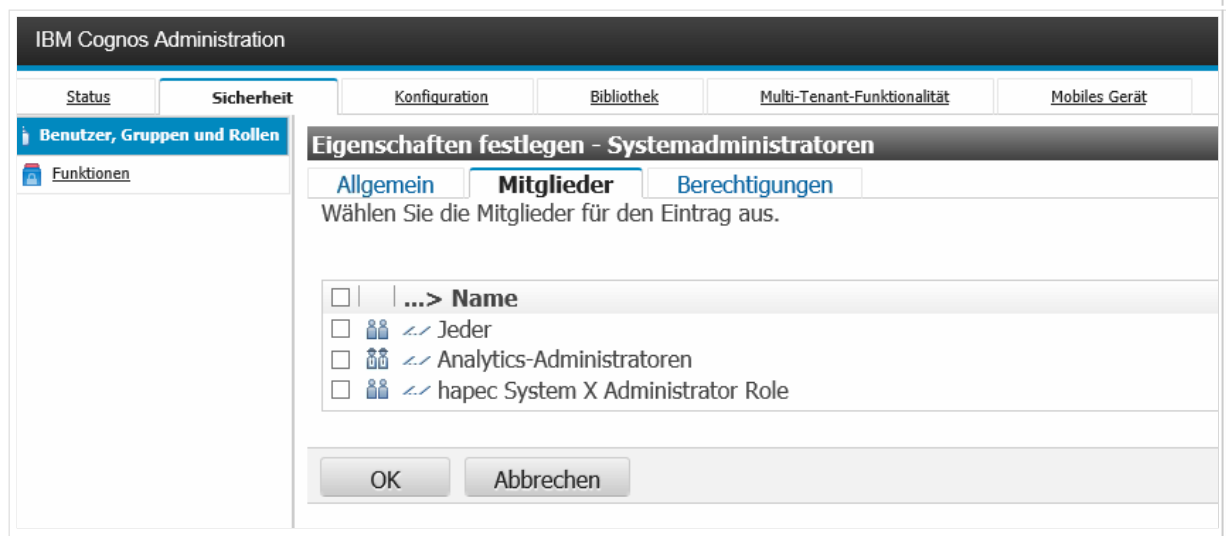 IBM Cognos Administration
Status Sicherheit Konfiguration Bibliothek Multi-Tenant-Funktionalität Mobiles Gerät
Benutzer, Gruppen und Rollen
Funktionen
Eigenschaften festlegen - Systemadministratoren
Allgemein Mitglieder Berechtigungen
Wählen Sie die Mitglieder für den Eintrag aus.
...> Name
Jeder
Analytics-Administratoren
hapec System X Administrator Role
OK Abbrechen